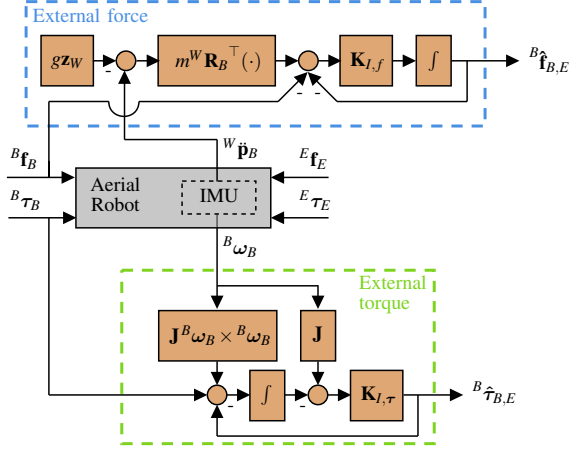 External force
g𝐳_W
-
m^W 𝐑_B^⊤(·)
- -
𝐊_{I,f}
∫
^B 𝐟̂_{B,E}
^W 𝐩̈_B
^B 𝐟_B
^E 𝐟_E
Aerial
Robot
IMU
^B 𝝉_B
^E 𝝉_E
^B 𝝎_B
External
torque
𝐉^B 𝝎_B × ^B 𝝎_B
𝐉
-
∫
-
𝐊_{I,𝝉}
^B 𝝉̂_{B,E}
-